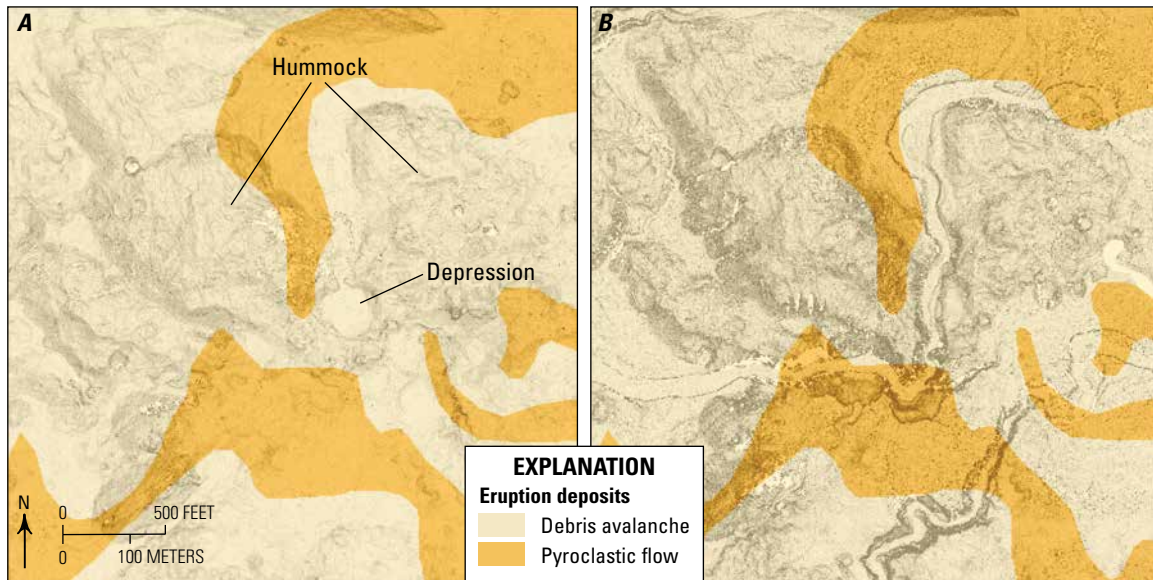 A
B
Hummock
Depression
N
0 500 FEET
0 100 METERS
EXPLANATION
Eruption deposits
Debris avalanche
Pyroclastic flow